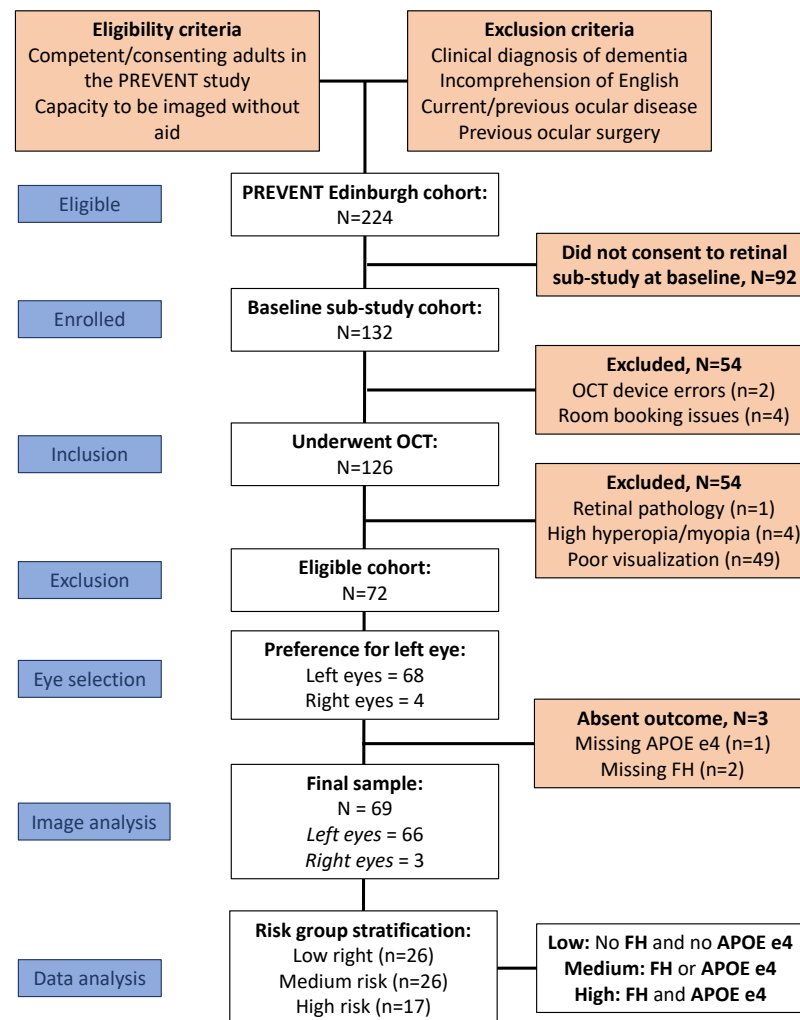 Eligibility criteria
Competent/consenting adults in
the PREVENT study
Capacity to be imaged without
aid
Exclusion criteria
Clinical diagnosis of dementia
Incomprehension of English
Current/previous ocular disease
Previous ocular surgery
Eligible
PREVENT Edinburgh cohort:
N=224
Did not consent to retinal
sub-study at baseline, N=92
Enrolled
Baseline sub-study cohort:
N=132
Excluded, N=54
OCT device errors (n=2)
Room booking issues (n=4)
Inclusion
Underwent OCT:
N=126
Excluded, N=54
Retinal pathology (n=1)
High hyperopia/myopia (n=4)
Poor visualization (n=49)
Exclusion
Eligible cohort:
N=72
Eye selection
Preference for left eye:
Left eyes = 68
Right eyes = 4
Absent outcome, N=3
Missing APOE e4 (n=1)
Missing FH (n=2)
Image analysis
Final sample:
N = 69
Left eyes = 66
Right eyes = 3
Data analysis
Risk group stratification:
Low right (n=26)
Medium risk (n=26)
High risk (n=17)
Low: No FH and no APOE e4
Medium: FH or APOE e4
High: FH and APOE e4